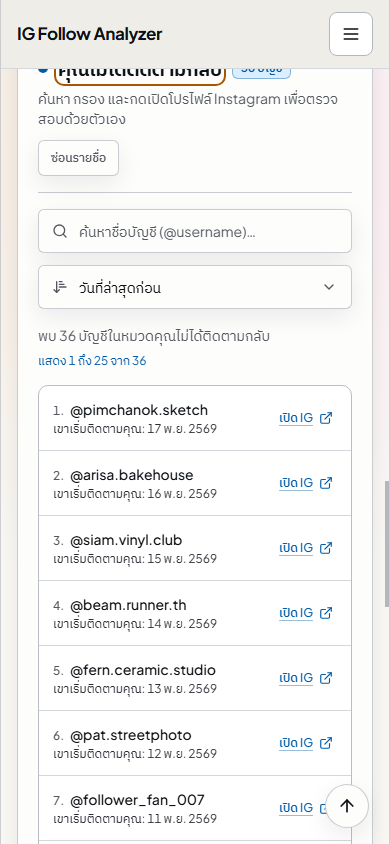 IG Follow Analyzer
คุณไม่ได้ติดตามกลับ
ค้นหา กรอง และกดเปิดโปรไฟล์ Instagram เพื่อตรวจ
สอบด้วยตัวเอง
ซ่อนรายชื่อ
ค้นหาชื่อบัญชี (@username)...
วันที่ล่าสุดก่อน
พบ 36 บัญชีในหมวดคุณไม่ได้ติดตามกลับ
แสดง 1 ถึง 25 จาก 36
1. @pimchanok.sketch
เขาเริ่มติดตามคุณ: 17 พ.ย. 2569
เปิด IG
2. @arisa.bakehouse
เขาเริ่มติดตามคุณ: 16 พ.ย. 2569
เปิด IG
3. @siam.vinyl.club
เขาเริ่มติดตามคุณ: 15 พ.ย. 2569
เปิด IG
4. @beam.runner.th
เขาเริ่มติดตามคุณ: 14 พ.ย. 2569
เปิด IG
5. @fern.ceramic.studio
เขาเริ่มติดตามคุณ: 13 พ.ย. 2569
เปิด IG
6. @pat.streetphoto
เขาเริ่มติดตามคุณ: 12 พ.ย. 2569
เปิด IG
7. @follower_fan_007
เขาเริ่มติดตามคุณ: 11 พ.ย. 2569
เปิด IG